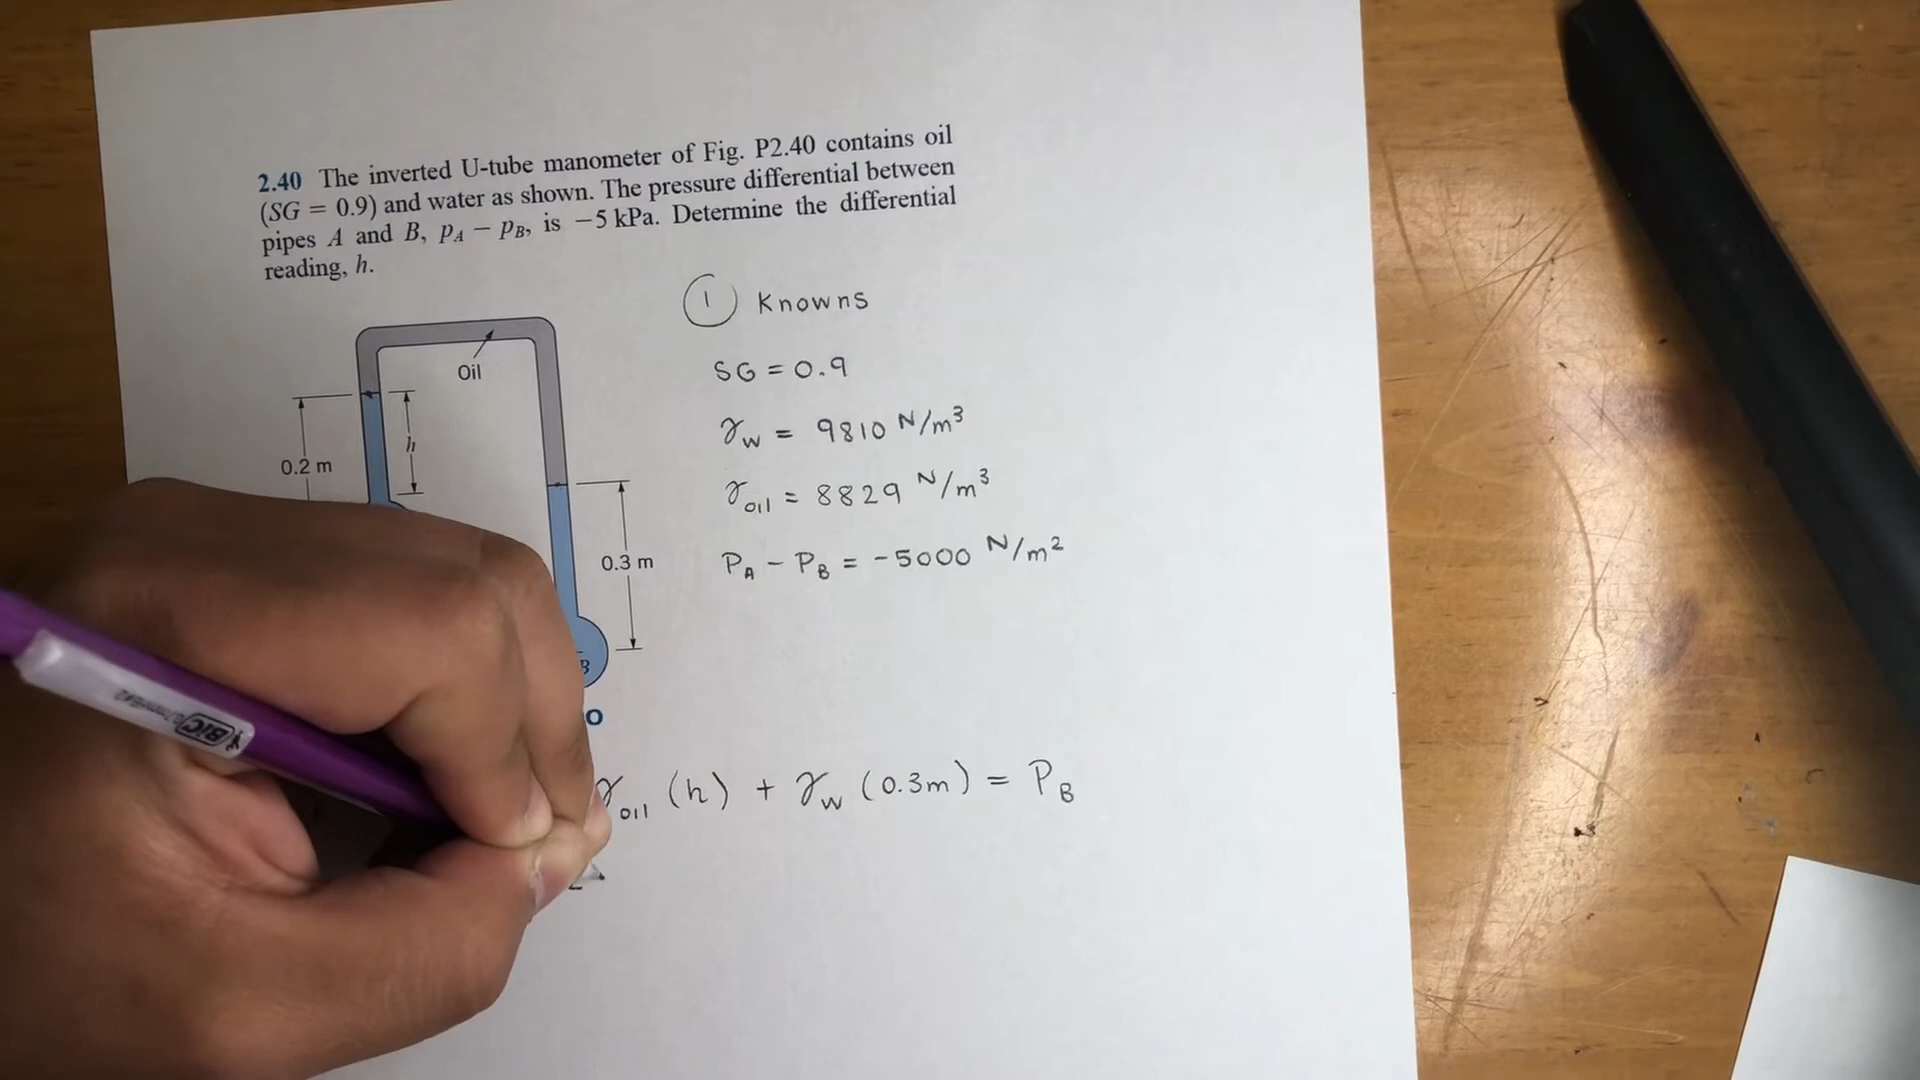 2.40 The inverted U-tube manometer of Fig. P2.40 contains oil
(SG = 0.9) and water as shown. The pressure differential between
pipes A and B, pA − pB, is −5 kPa. Determine the differential
reading, h.
① Knowns
Oil
SG = 0.9
h
γw = 9810 N/m³
0.2 m
γoil = 8829 N/m³
0.3 m
PA − PB = −5000 N/m²
B
BiC
γoil (h) + γw (0.3m) = PB